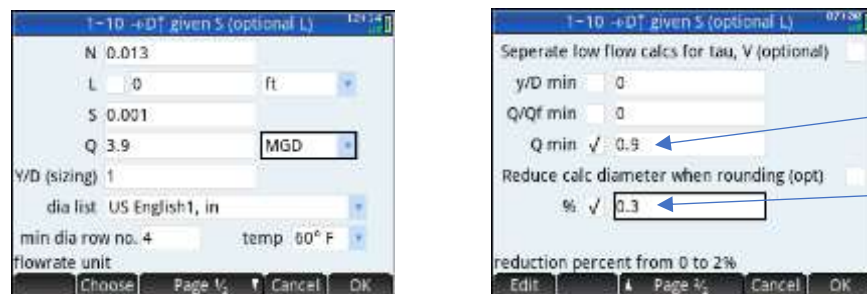 1-10 →D↑ given S (optional L)
N 0.013
L 0 ft
S 0.001
Q 3.9 MGD
Y/D (sizing) 1
dia list US English1, in
min dia row no. 4 temp 60° F
flowrate unit
Choose Page ½ Cancel OK
1-10 →D↑ given S (optional L)
Seperate low flow calcs for tau, V (optional)
y/D min 0
Q/Qf min 0
Q min √ 0.9
Reduce calc diameter when rounding (opt)
% √ 0.3
reduction percent from 0 to 2%
Edit Page 2/2 Cancel OK